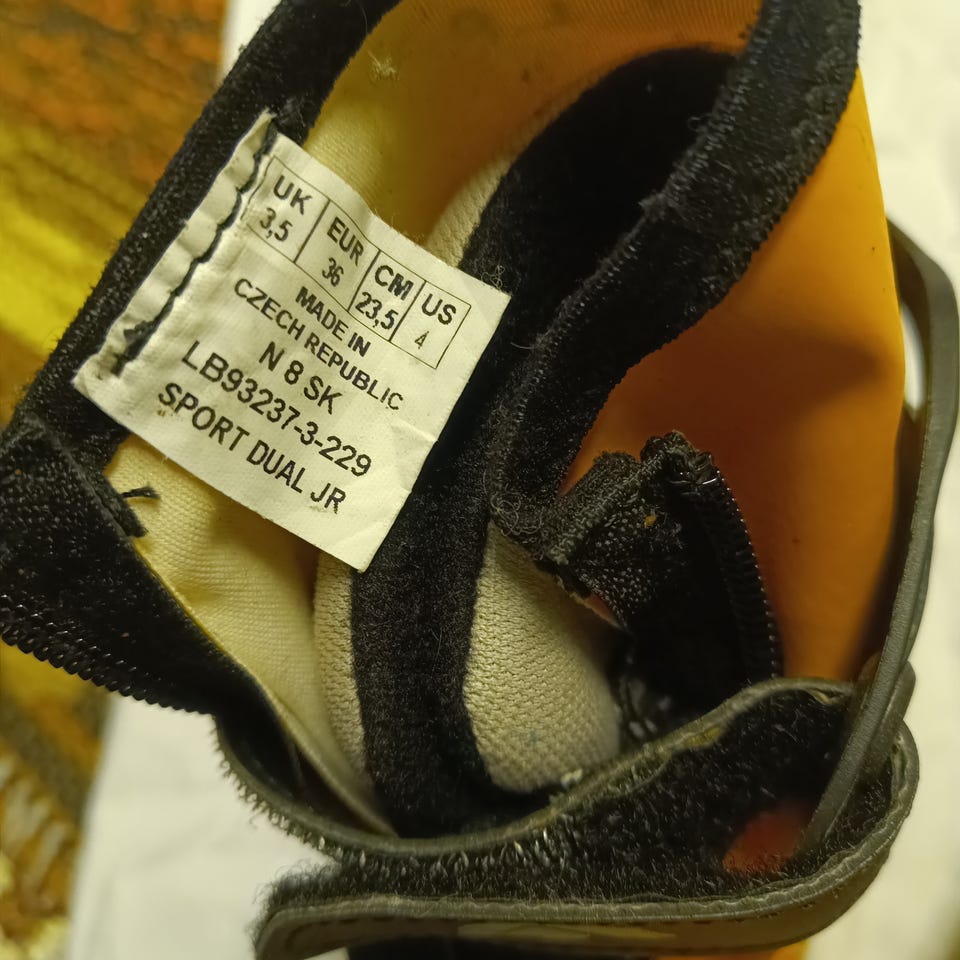 UK EUR CM US
3,5 36 23,5 4
MADE IN
CZECH REPUBLIC
N 8 SK
LB93237-3-229
SPORT DUAL JR